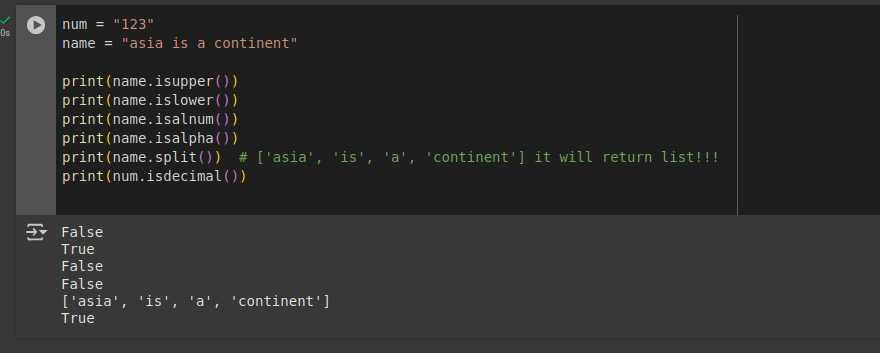 num = "123"
name = "asia is a continent"
print(name.isupper())
print(name.islower())
print(name.isalnum())
print(name.isalpha())
print(name.split())  # ['asia', 'is', 'a', 'continent'] it will return list!!!
print(num.isdecimal())
0s
False
True
False
False
['asia', 'is', 'a', 'continent']
True